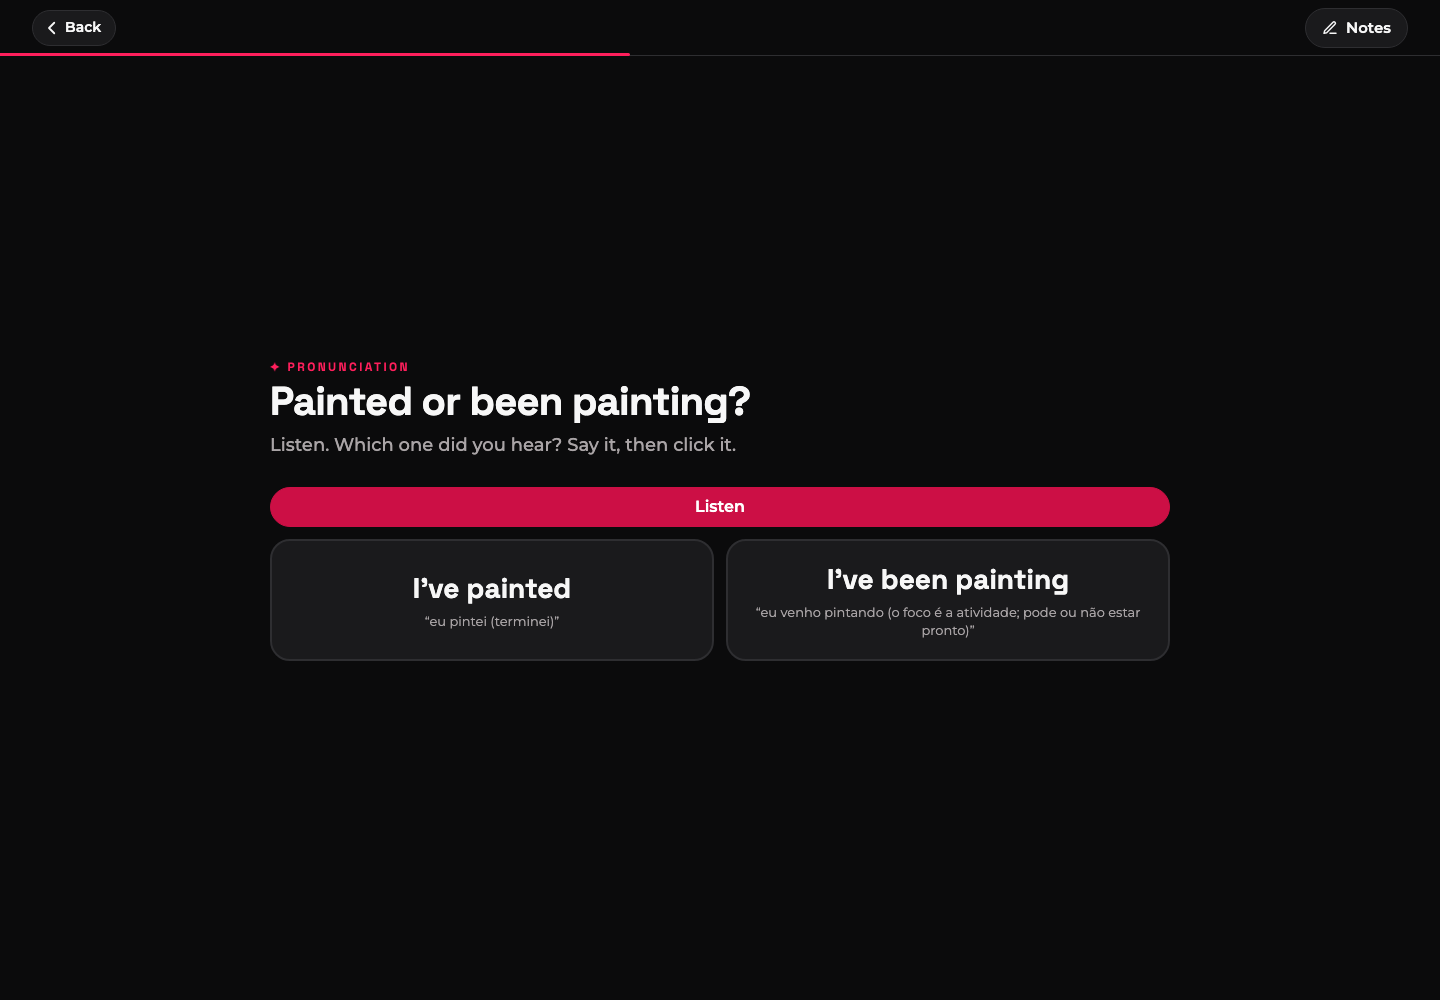 Back
Notes
✦ PRONUNCIATION
Painted or been painting?
Listen. Which one did you hear? Say it, then click it.
Listen
I’ve painted
“eu pintei (terminei)”
I’ve been painting
“eu venho pintando (o foco é a atividade; pode ou não estar
pronto)”